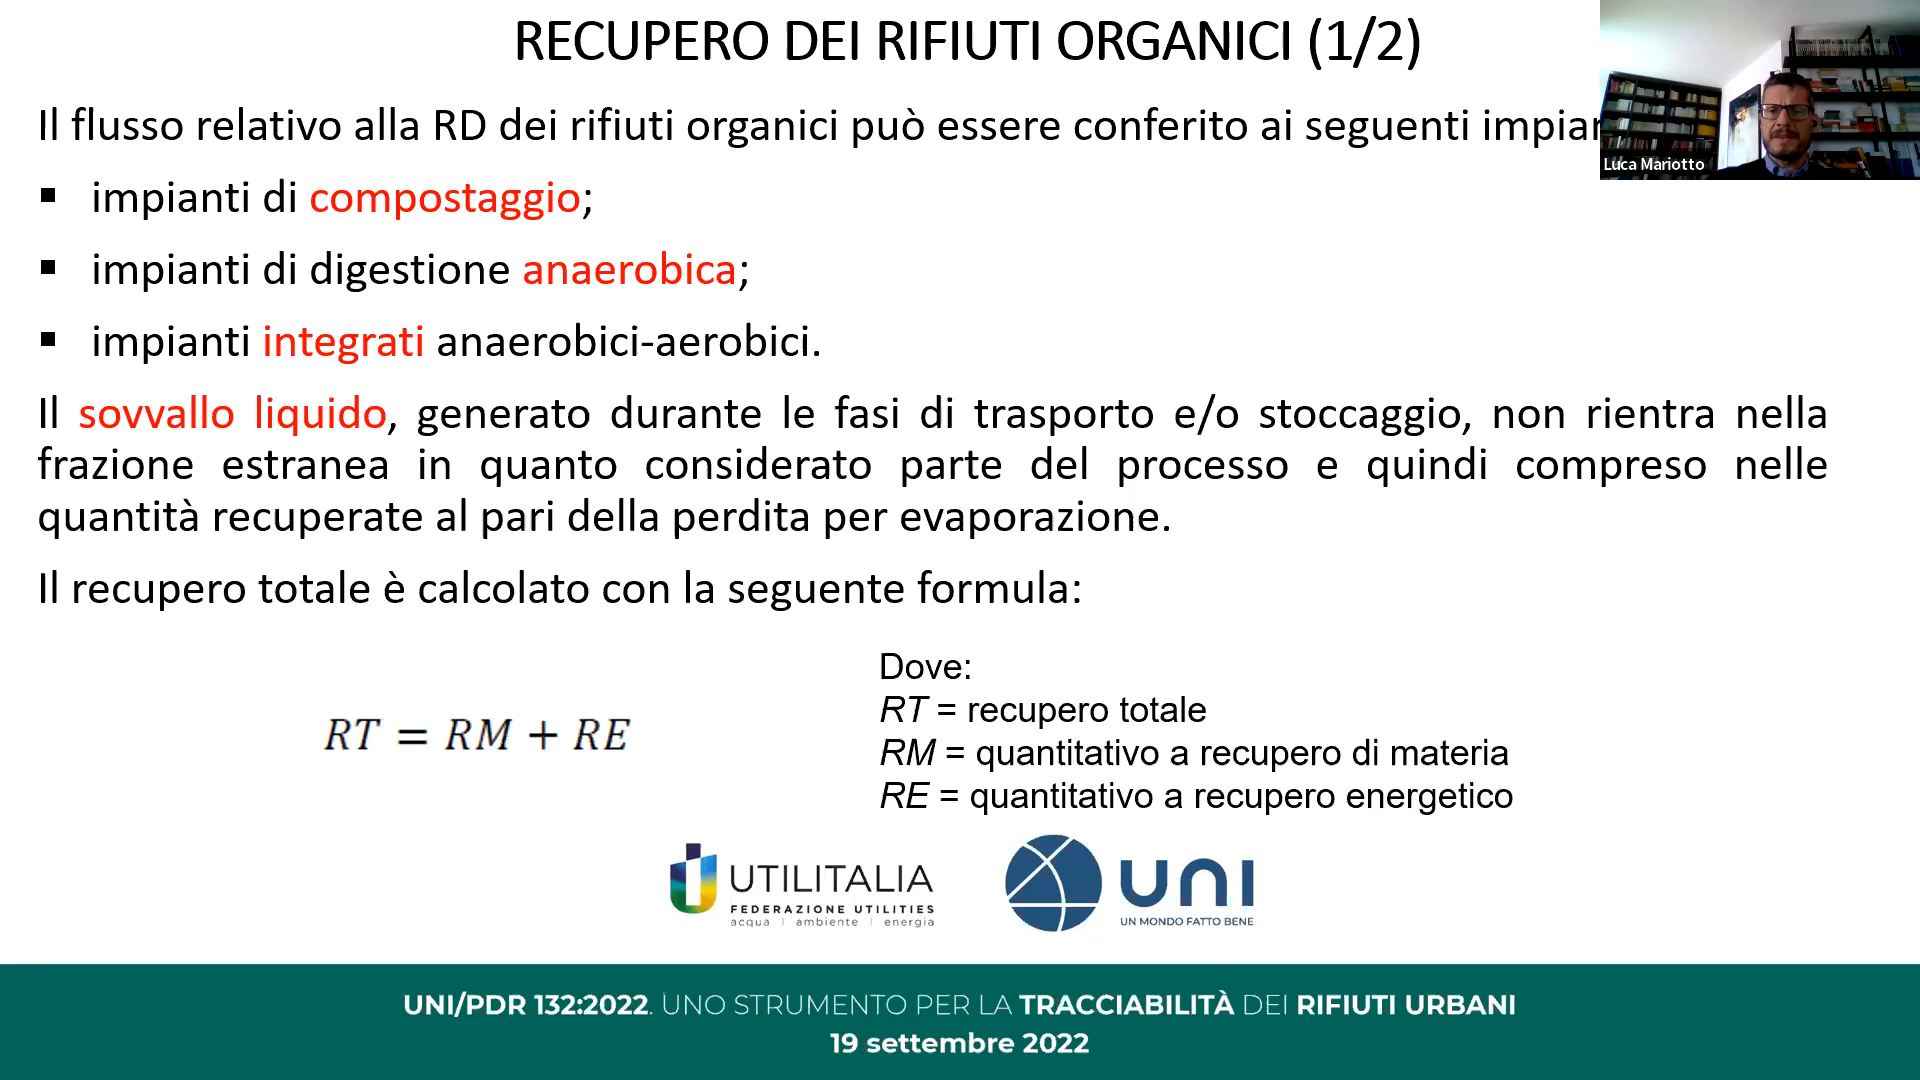 RECUPERO DEI RIFIUTI ORGANICI (1/2)
Il flusso relativo alla RD dei rifiuti organici può essere conferito ai seguenti
Luca Mariotto
▪ impianti di compostaggio;
▪ impianti di digestione anaerobica;
▪ impianti integrati anaerobici-aerobici.
Il sovvallo liquido, generato durante le fasi di trasporto e/o stoccaggio, non rientra nella
frazione estranea in quanto considerato parte del processo e quindi compreso nelle
quantità recuperate al pari della perdita per evaporazione.
Il recupero totale è calcolato con la seguente formula:
RT = RM + RE
Dove:
RT = recupero totale
RM = quantitativo a recupero di materia
RE = quantitativo a recupero energetico
UTILITALIA
FEDERAZIONE UTILITIES
acqua | ambiente | energia
UNI
UN MONDO FATTO BENE
UNI/PDR 132:2022. UNO STRUMENTO PER LA TRACCIABILITÀ DEI RIFIUTI URBANI
19 settembre 2022